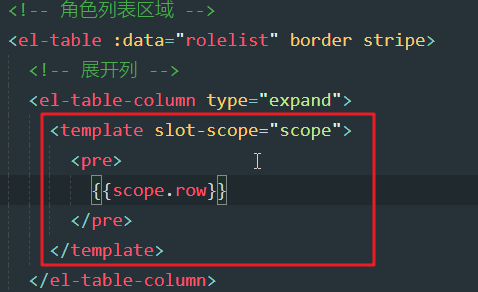 <!-- 角色列表区域 -->
<el-table :data="rolelist" border stripe>
<!-- 展开列 -->
<el-table-column type="expand">
<template slot-scope="scope">
<pre>
{{scope.row}}
</pre>
</template>
</el-table-column>